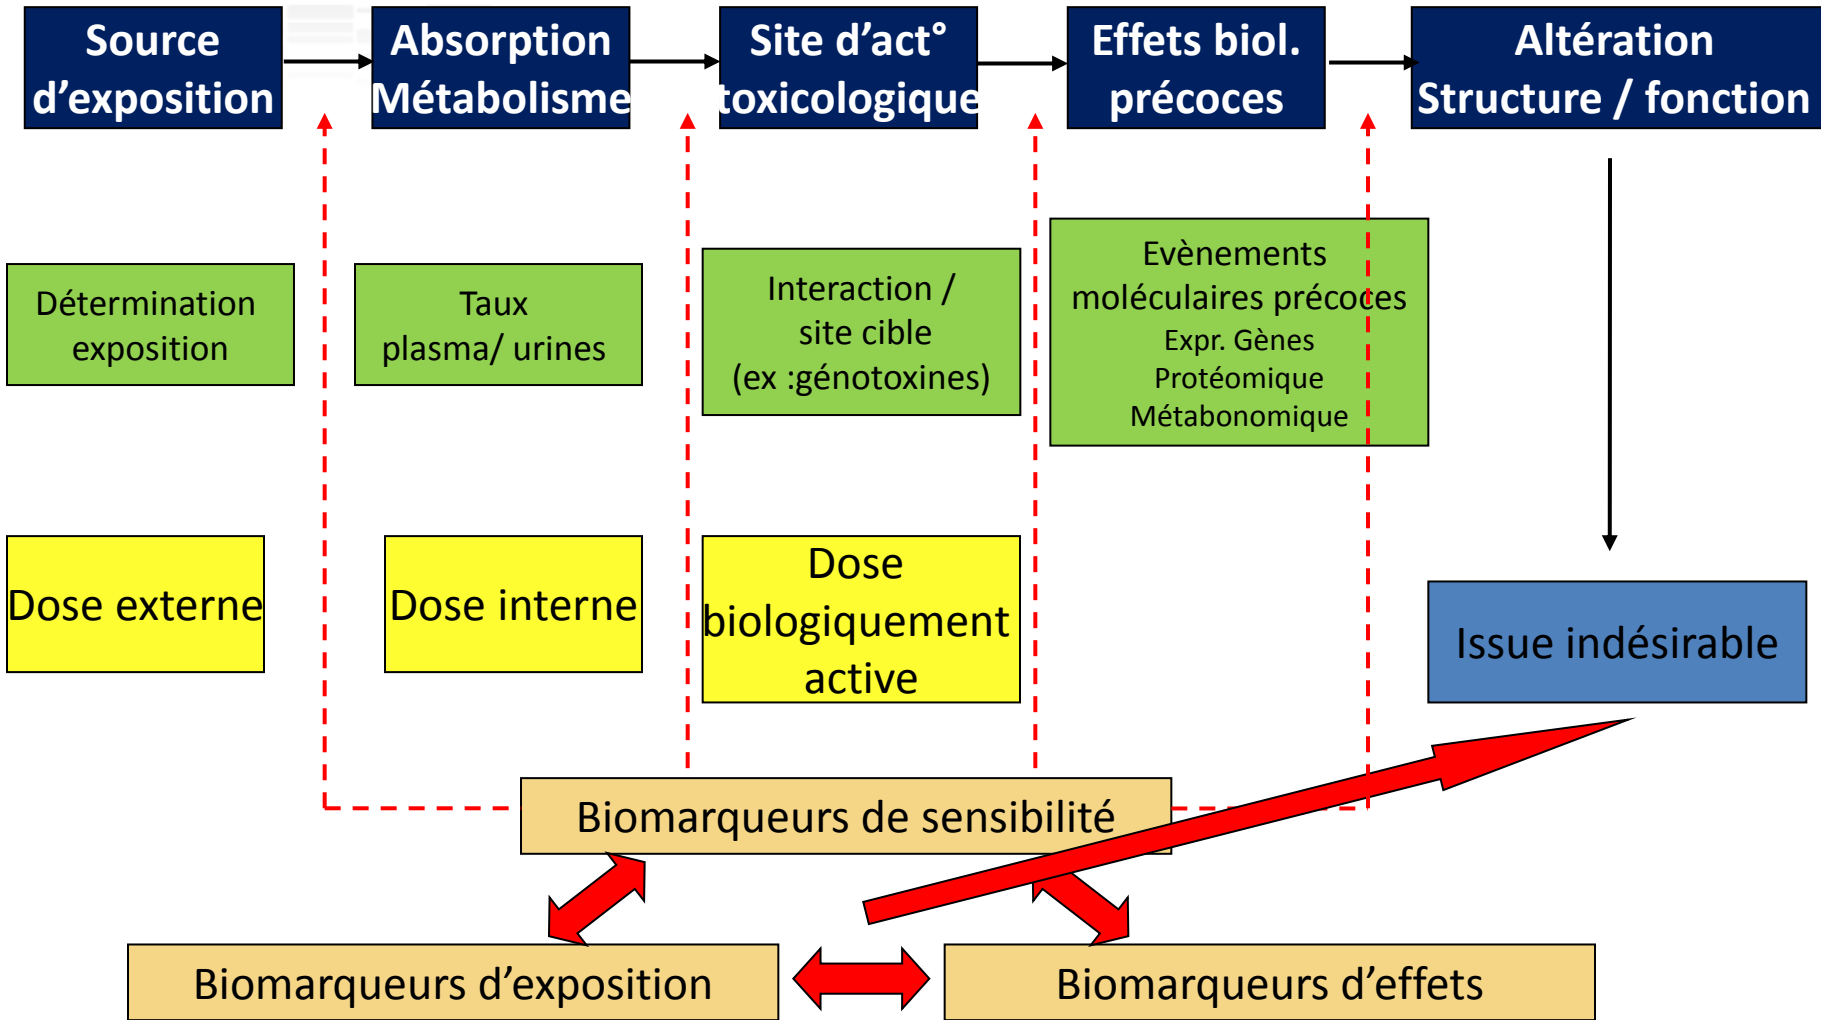 Source
d’exposition
Absorption
Métabolisme
Site d’act°
toxicologique
Effets biol.
précoces
Altération
Structure / fonction
Détermination
exposition
Taux
plasma/ urines
Interaction /
site cible
(ex :génotoxines)
Evènements
moléculaires précoces
Expr. Gènes
Protéomique
Métabonomique
Dose externe
Dose interne
Dose
biologiquement
active
Issue indésirable
Biomarqueurs de sensibilité
Biomarqueurs d’exposition
Biomarqueurs d’effets